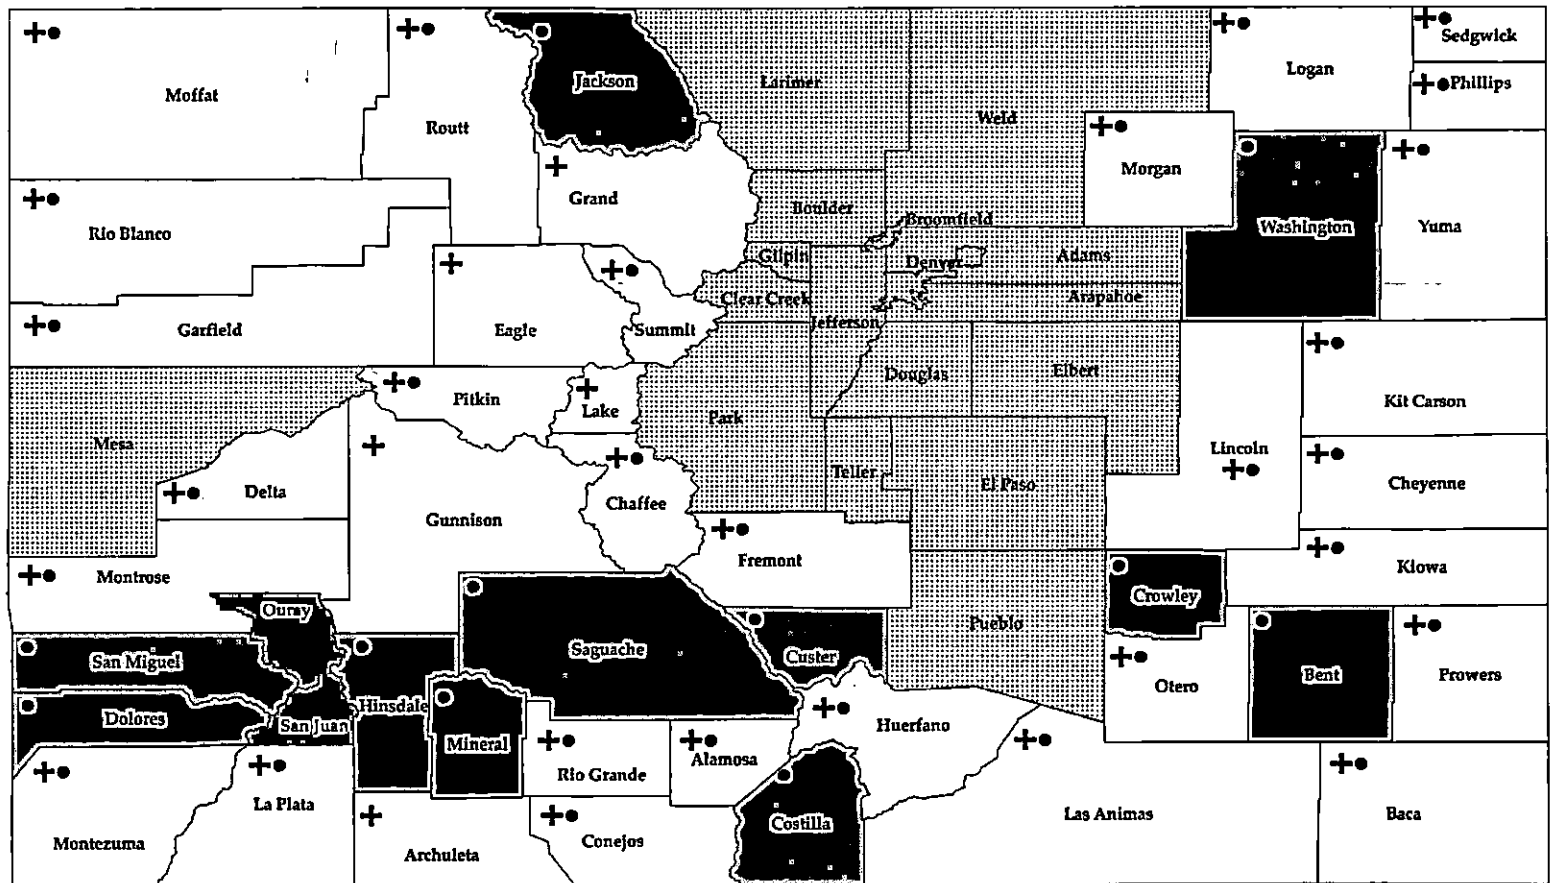 Sedgwick
Jackson
Larimer
Logan
Phillips
Moffat
Weld
Routt
Morgan
Grand
Boulder
Broomfield
Washington
Yuma
Rio Blanco
Gilpin
Denver
Adams
Clear Creek
Arapahoe
Garfield
Eagle
Summit
Jefferson
Douglas
Elbert
Pitkin
Lake
Park
Kit Carson
Mesa
Lincoln
Teller
El Paso
Cheyenne
Delta
Chaffee
Gunnison
Fremont
Kiowa
Montrose
Crowley
Ouray
Pueblo
San Miguel
Saguache
Custer
Bent
Prowers
Otero
Hinsdale
Dolores
San Juan
Huerfano
Mineral
Alamosa
Rio Grande
La Plata
Las Animas
Baca
Costilla
Montezuma
Conejos
Archuleta